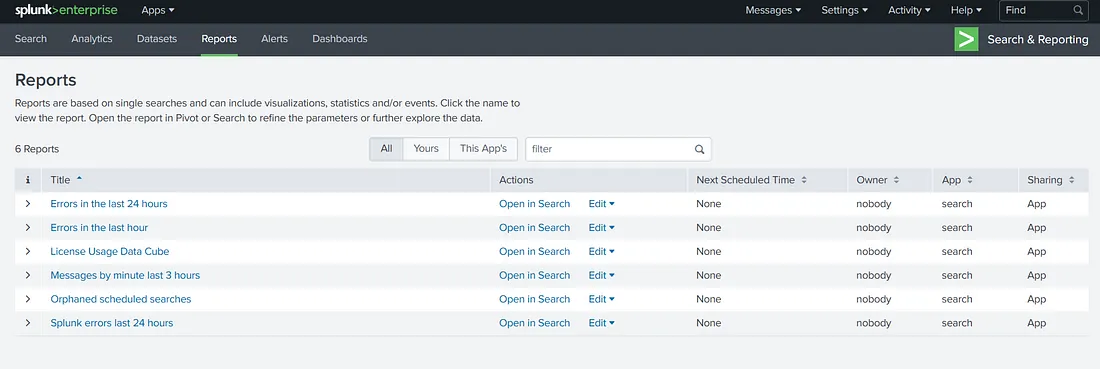 splunk>enterprise Apps Messages Settings Activity Help Find
Search Analytics Datasets Reports Alerts Dashboards > Search & Reporting
Reports
Reports are based on single searches and can include visualizations, statistics and/or events. Click the name to
view the report. Open the report in Pivot or Search to refine the parameters or further explore the data.
6 Reports All Yours This App's filter
i Title Actions Next Scheduled Time Owner App Sharing
> Errors in the last 24 hours Open in Search Edit None nobody search App
> Errors in the last hour Open in Search Edit None nobody search App
> License Usage Data Cube Open in Search Edit None nobody search App
> Messages by minute last 3 hours Open in Search Edit None nobody search App
> Orphaned scheduled searches Open in Search Edit None nobody search App
> Splunk errors last 24 hours Open in Search Edit None nobody search App